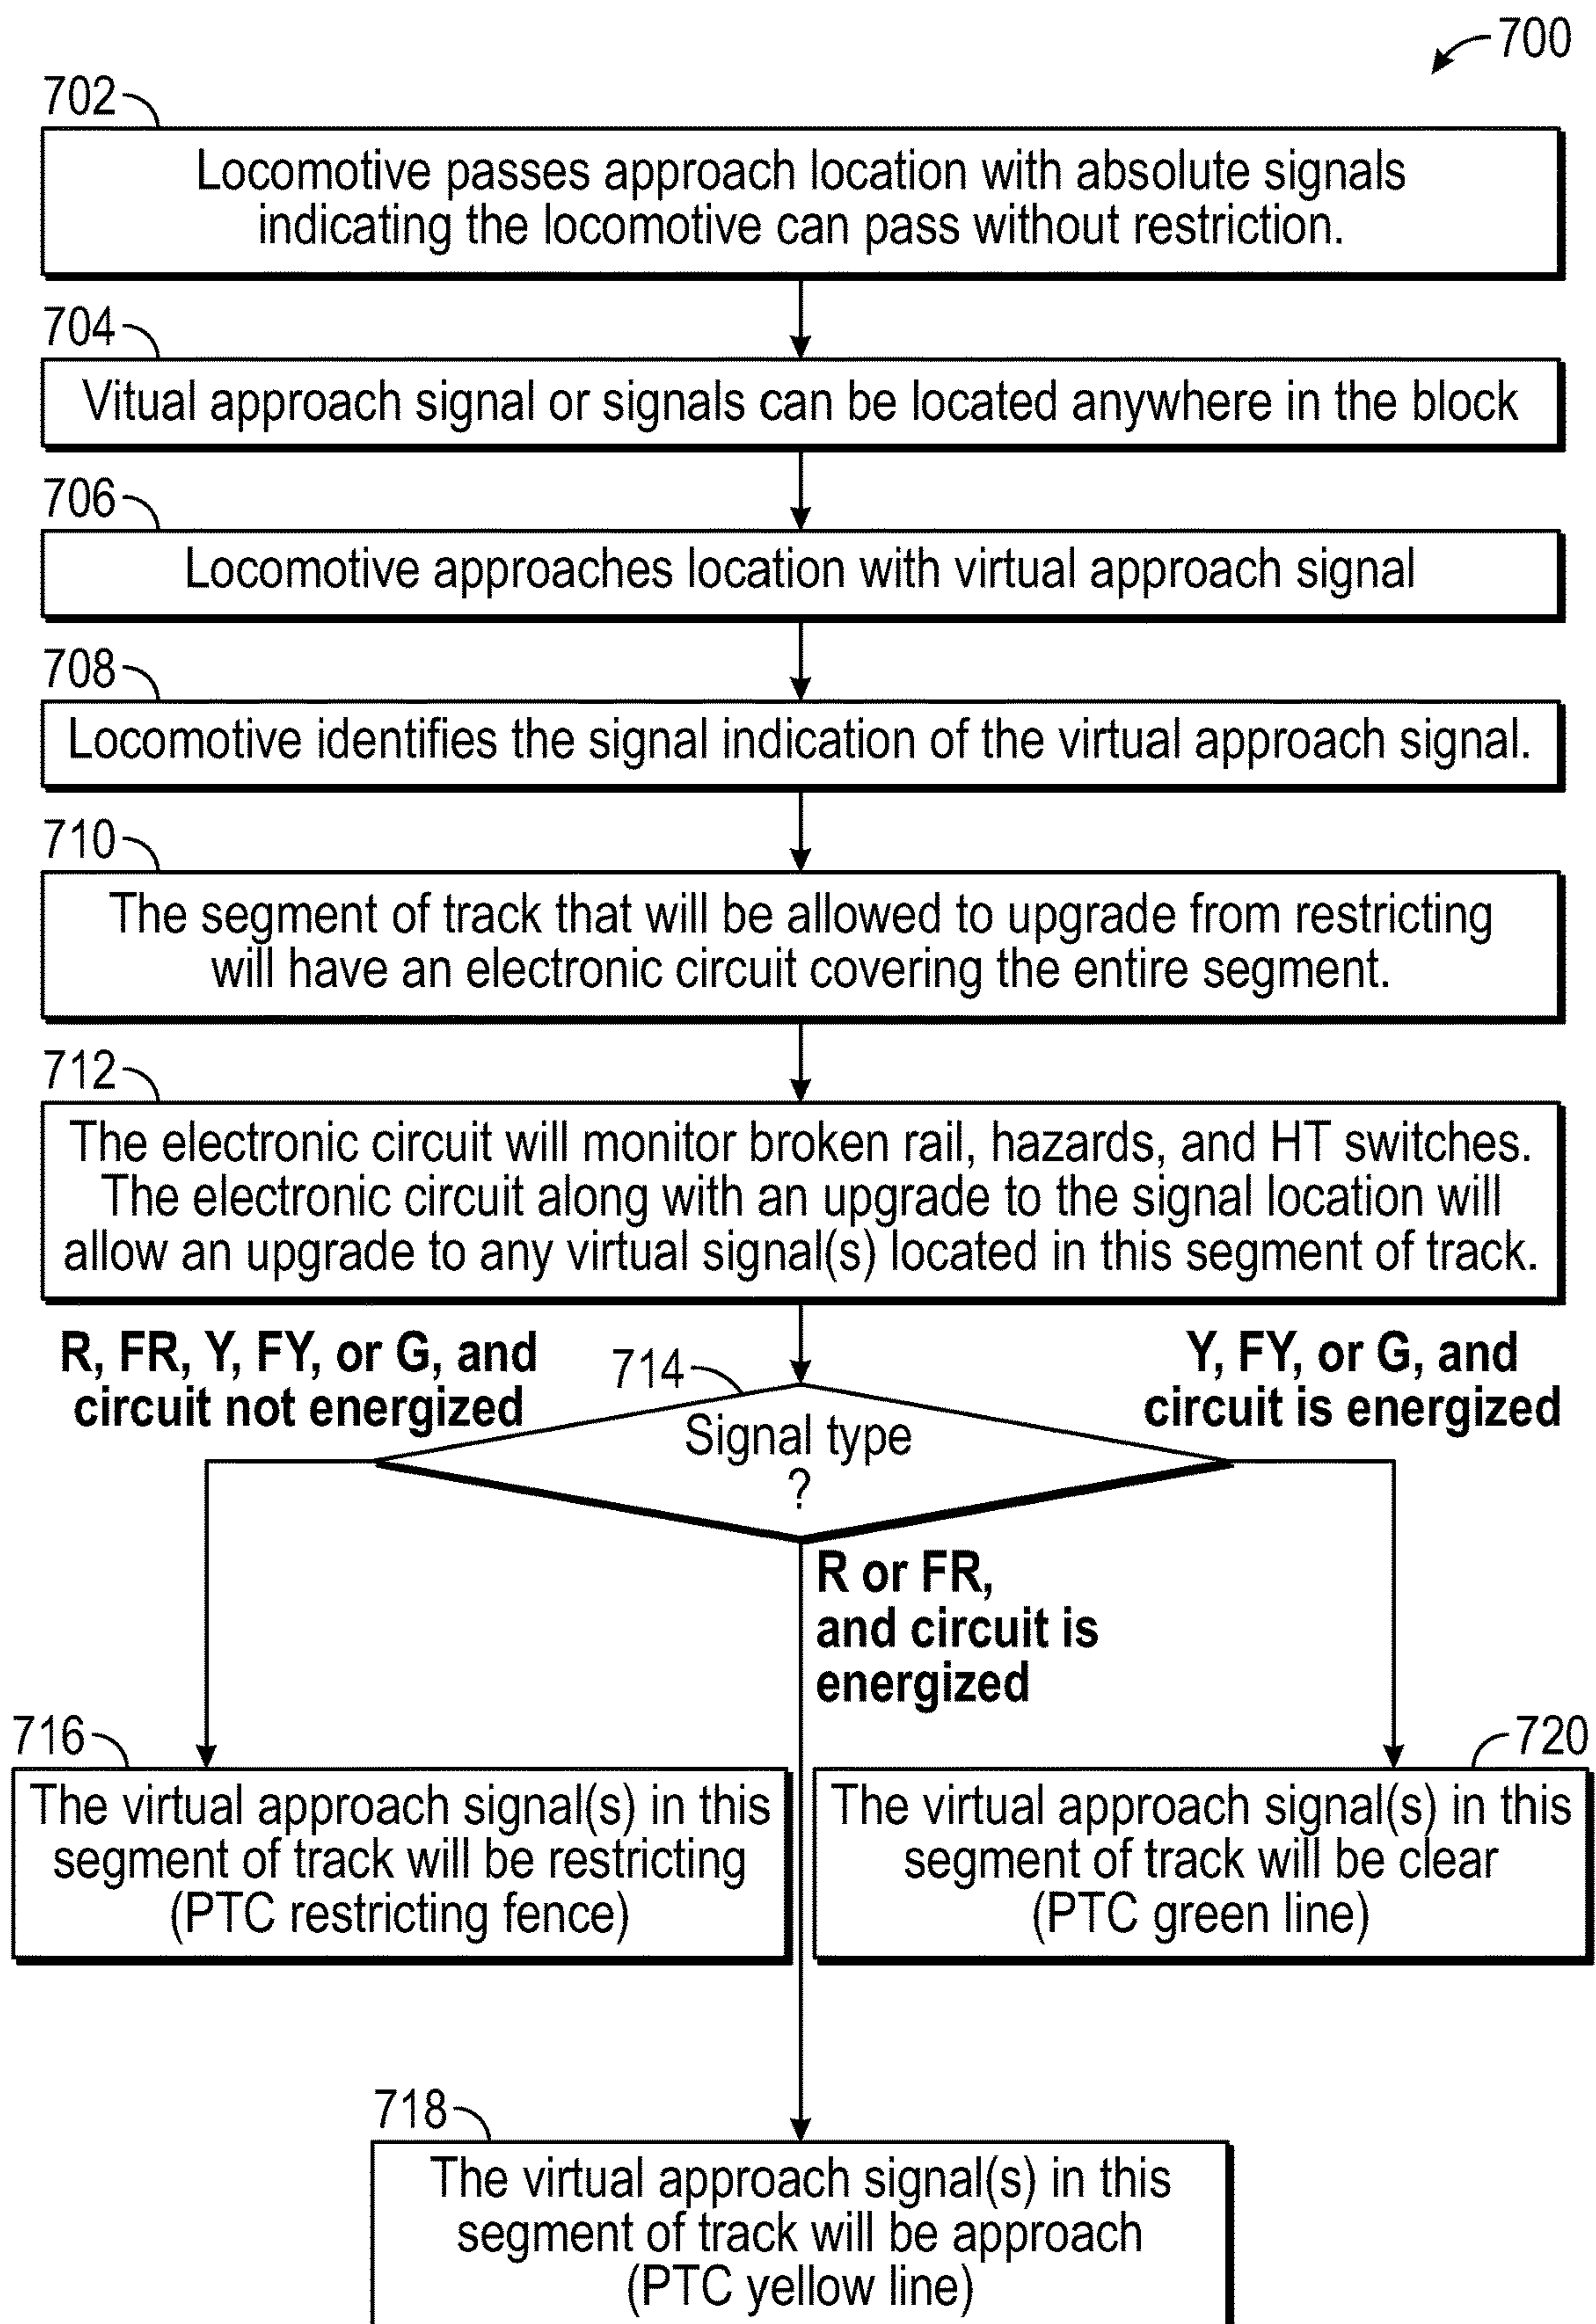 700
702
Locomotive passes approach location with absolute signals
indicating the locomotive can pass without restriction.
704
Vitual approach signal or signals can be located anywhere in the block
706
Locomotive approaches location with virtual approach signal
708
Locomotive identifies the signal indication of the virtual approach signal.
710
The segment of track that will be allowed to upgrade from restricting
will have an electronic circuit covering the entire segment.
712
The electronic circuit will monitor broken rail, hazards, and HT switches.
The electronic circuit along with an upgrade to the signal location will
allow an upgrade to any virtual signal(s) located in this segment of track.
R, FR, Y, FY, or G, and
circuit not energized
714
Signal type
?
Y, FY, or G, and
circuit is energized
R or FR,
and circuit is
energized
716
The virtual approach signal(s) in this
segment of track will be restricting
(PTC restricting fence)
720
The virtual approach signal(s) in this
segment of track will be clear
(PTC green line)
718
The virtual approach signal(s) in this
segment of track will be approach
(PTC yellow line)